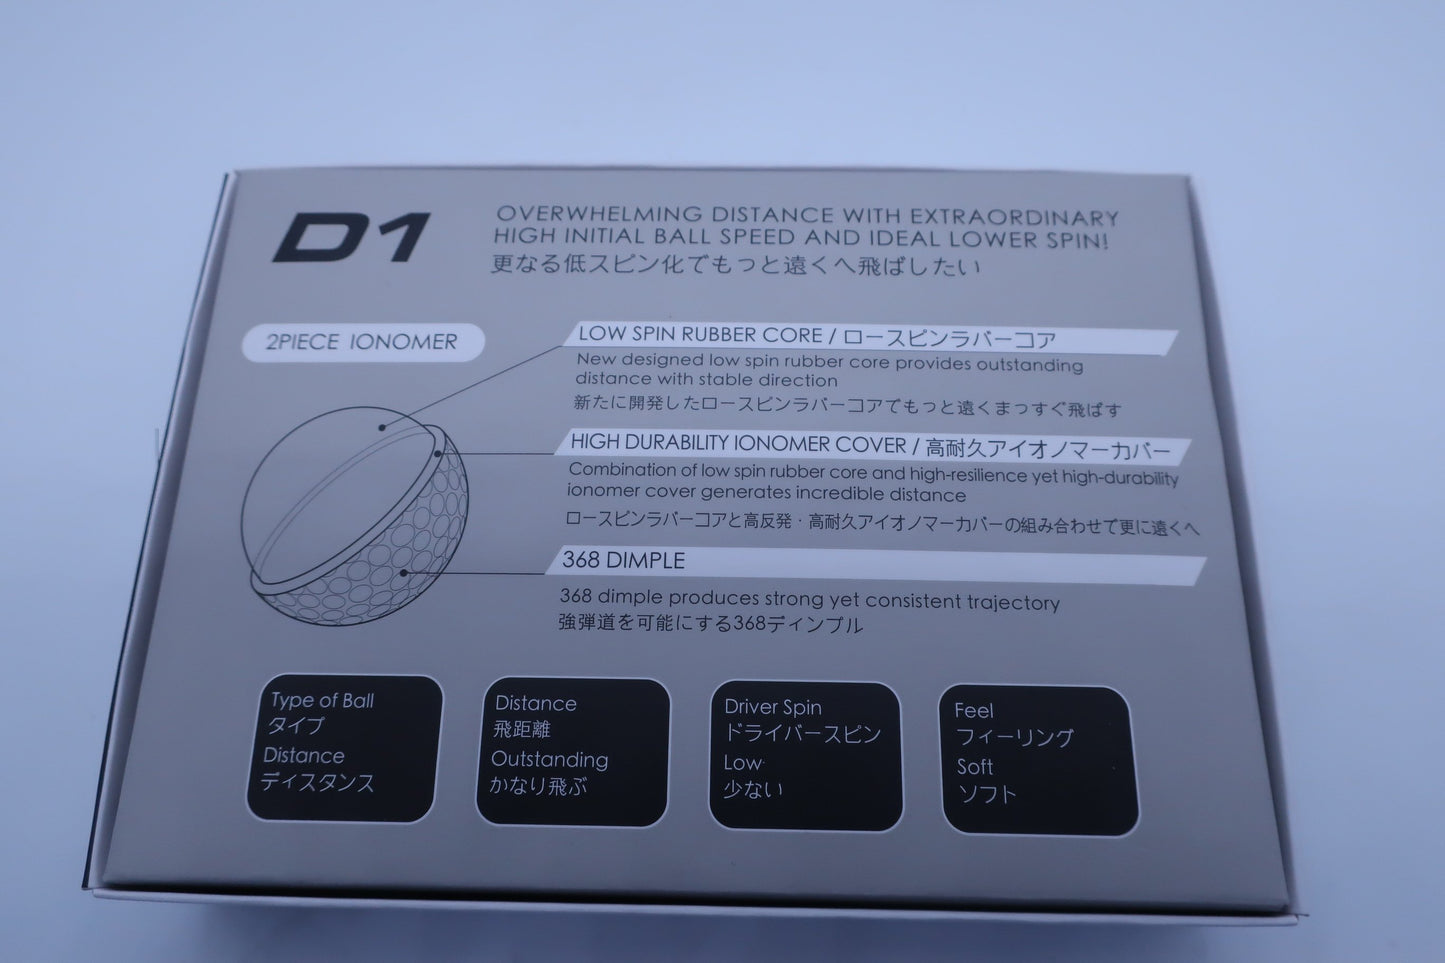 D1
OVERWHELMING DISTANCE WITH EXTRAORDINARY
HIGH INITIAL BALL SPEED AND IDEAL LOWER SPIN!
更なる低スピン化でもっと遠くへ飛ばしたい
2PIECE IONOMER
LOW SPIN RUBBER CORE / ロースピンラバーコア
New designed low spin rubber core provides outstanding
distance with stable direction
新たに開発したロースピンラバーコアでもっと遠くまっすぐ飛ばす
HIGH DURABILITY IONOMER COVER / 高耐久アイオノマーカバー
Combination of low spin rubber core and high-resilience yet high-durability
ionomer cover generates incredible distance
ロースピンラバーコアと高反発・高耐久アイオノマーカバーの組み合わせで更に遠くへ
368 DIMPLE
368 dimple produces strong yet consistent trajectory
強弾道を可能にする368ディンプル
Type of Ball
タイプ
Distance
ディスタンス
Distance
飛距離
Outstanding
かなり飛ぶ
Driver Spin
ドライバースピン
Low
少ない
Feel
フィーリング
Soft
ソフト